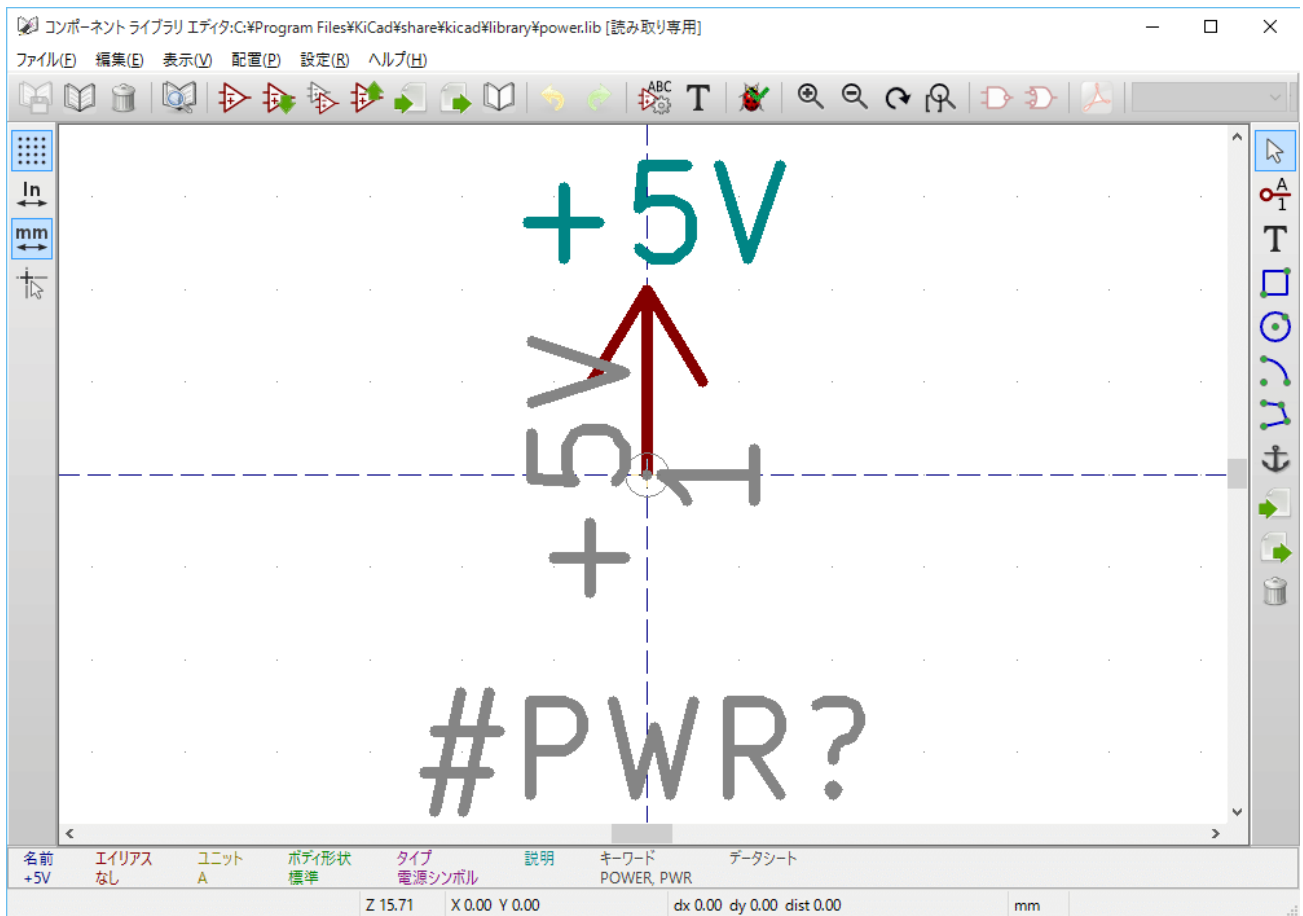 コンポーネント ライブラリ エディタ:C:¥Program Files¥KiCad¥share¥kicad¥library¥power.lib [読み取り専用]
ファイル(F) 編集(E) 表示(V) 配置(P) 設定(R) ヘルプ(H)
ABC
T
In
mm
A
1
T
+5V
+5V
1
#PWR?
名前 エイリアス ユニット ボディ形状 タイプ 説明 キーワード データシート
+5V なし A 標準 電源シンボル POWER, PWR
Z 15.71 X 0.00 Y 0.00 dx 0.00 dy 0.00 dist 0.00 mm